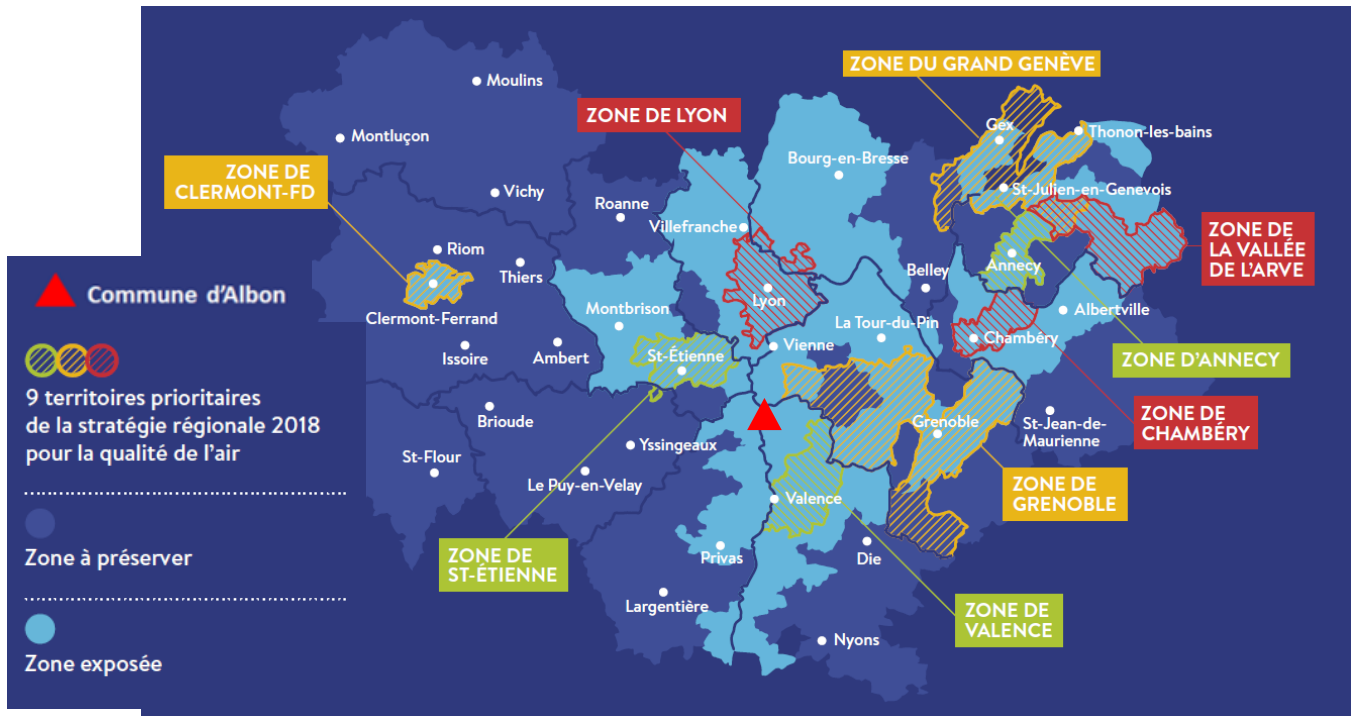 ZONE DU GRAND GENÈVE
Moulins
ZONE DE LYON
Gex
Thonon-les-bains
Montluçon
Bourg-en-Bresse
ZONE DE
CLERMONT-FD
Vichy
St-Julien-en-Genevois
Roanne
Villefranche
ZONE DE
LA VALLÉE
DE L'ARVE
Riom
Thiers
Annecy
Belley
Lyon
Commune d'Albon
Montbrison
Albertville
Clermont-Ferrand
La Tour-du-Pin
Chambéry
Vienne
Issoire
Ambert
St-Étienne
ZONE D'ANNECY
9 territoires prioritaires
de la stratégie régionale 2018
pour la qualité de l'air
Brioude
Grenoble
St-Jean-de-
Maurienne
ZONE DE
CHAMBÉRY
St-Flour
Yssingeaux
Le Puy-en-Velay
Valence
ZONE DE
GRENOBLE
Zone à préserver
ZONE DE
ST-ÉTIENNE
Privas
Die
Largentière
ZONE DE
VALENCE
Nyons
Zone exposée